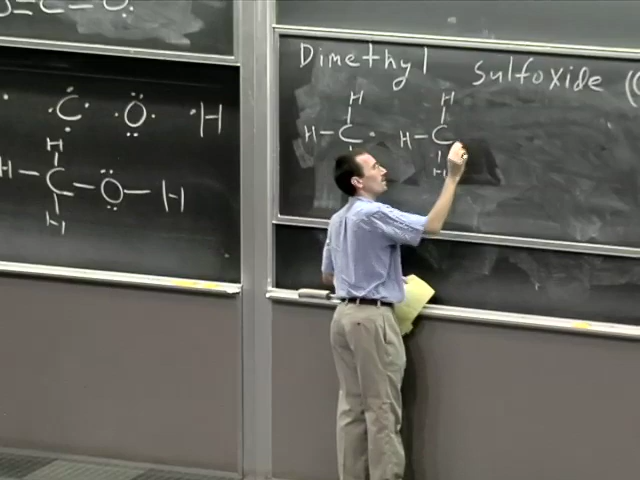 C O H
H
H-C-O-H
H
Dimethyl Sulfoxide (
H H
H-C· H-C
H